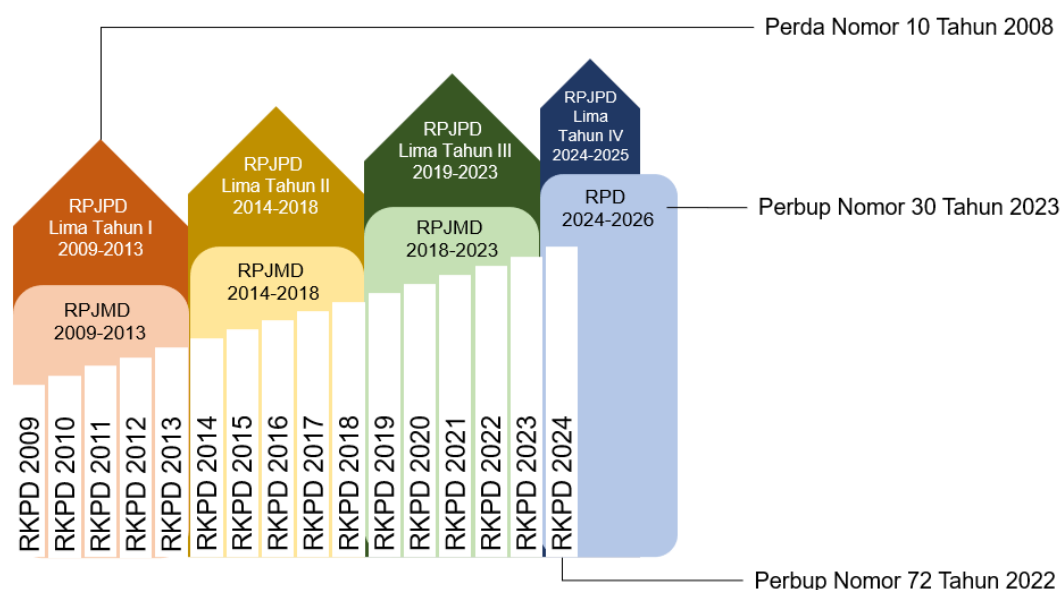 Perda Nomor 10 Tahun 2008
RPJPD
Lima Tahun I
2009-2013
RPJMD
2009-2013
RPJPD
Lima Tahun II
2014-2018
RPJMD
2014-2018
RPJPD
Lima Tahun III
2019-2023
RPJMD
2018-2023
RPJPD
Lima
Tahun IV
2024-2025
RPD
2024-2026
Perbup Nomor 30 Tahun 2023
RKPD 2009
RKPD 2010
RKPD 2011
RKPD 2012
RKPD 2013
RKPD 2014
RKPD 2015
RKPD 2016
RKPD 2017
RKPD 2018
RKPD 2019
RKPD 2020
RKPD 2021
RKPD 2022
RKPD 2023
RKPD 2024
Perbup Nomor 72 Tahun 2022